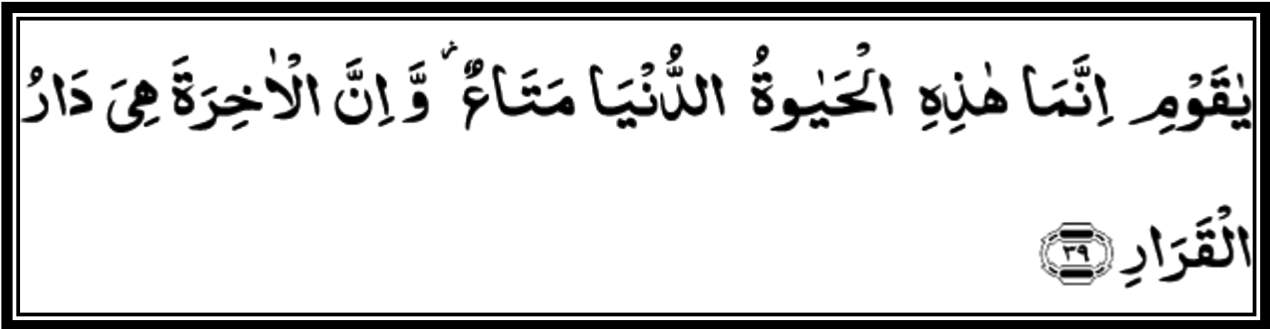 يٰقَوْمِ اِنَّمَا هٰذِهِ الْحَيٰوةُ الدُّنْيَا مَتَاعٌ ؗ وَّ اِنَّ الْاٰخِرَةَ هِيَ دَارُ
الْقَرَارِ ۝٣٩